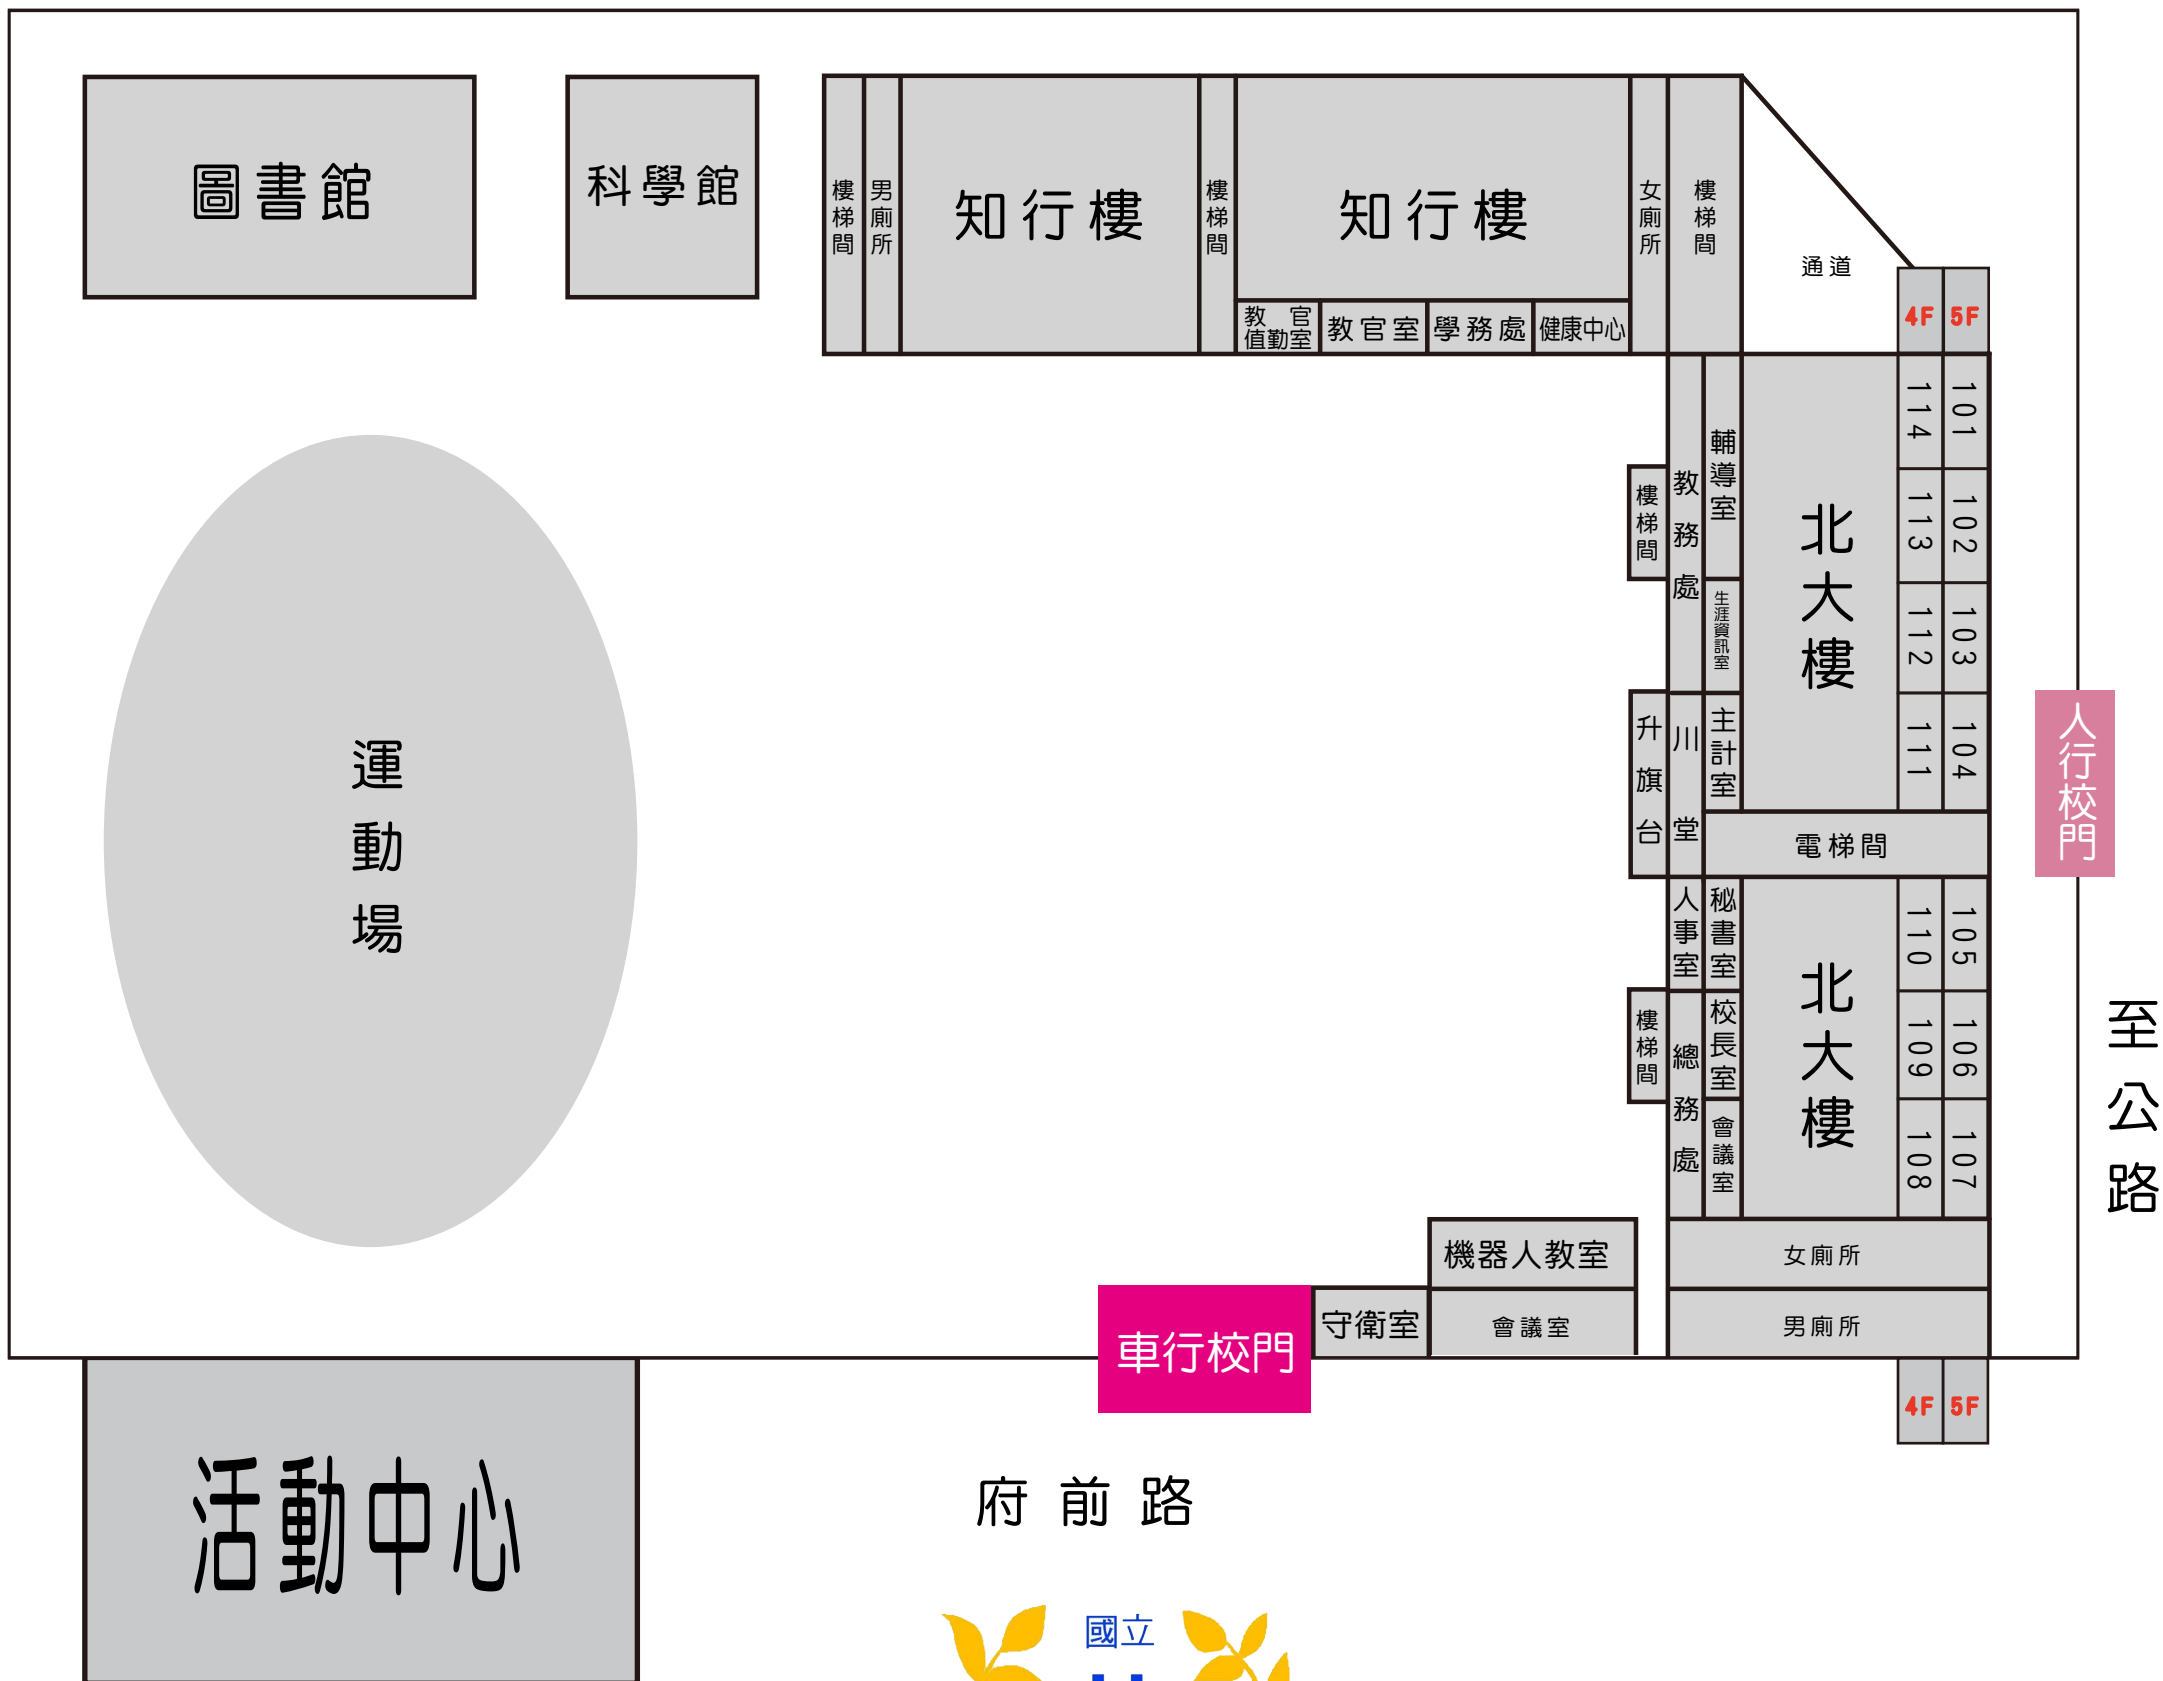 圖書館
科學館
樓梯間
男廁所
知行樓
樓梯間
知行樓
女廁所
樓梯間
通道
4F
5F
教官
值勤室
教官室
學務處
健康中心
114
101
113
102
112
103
111
104
輔導室
教務處
樓梯間
生涯資訊室
北大樓
升旗台
川堂
主計室
電梯間
人行校門
運動場
人事室
秘書室
北大樓
110
105
109
106
108
107
樓梯間
總務處
校長室
會議室
至公路
機器人教室
女廁所
車行校門
守衛室
會議室
男廁所
4F
5F
活動中心
府前路
國立